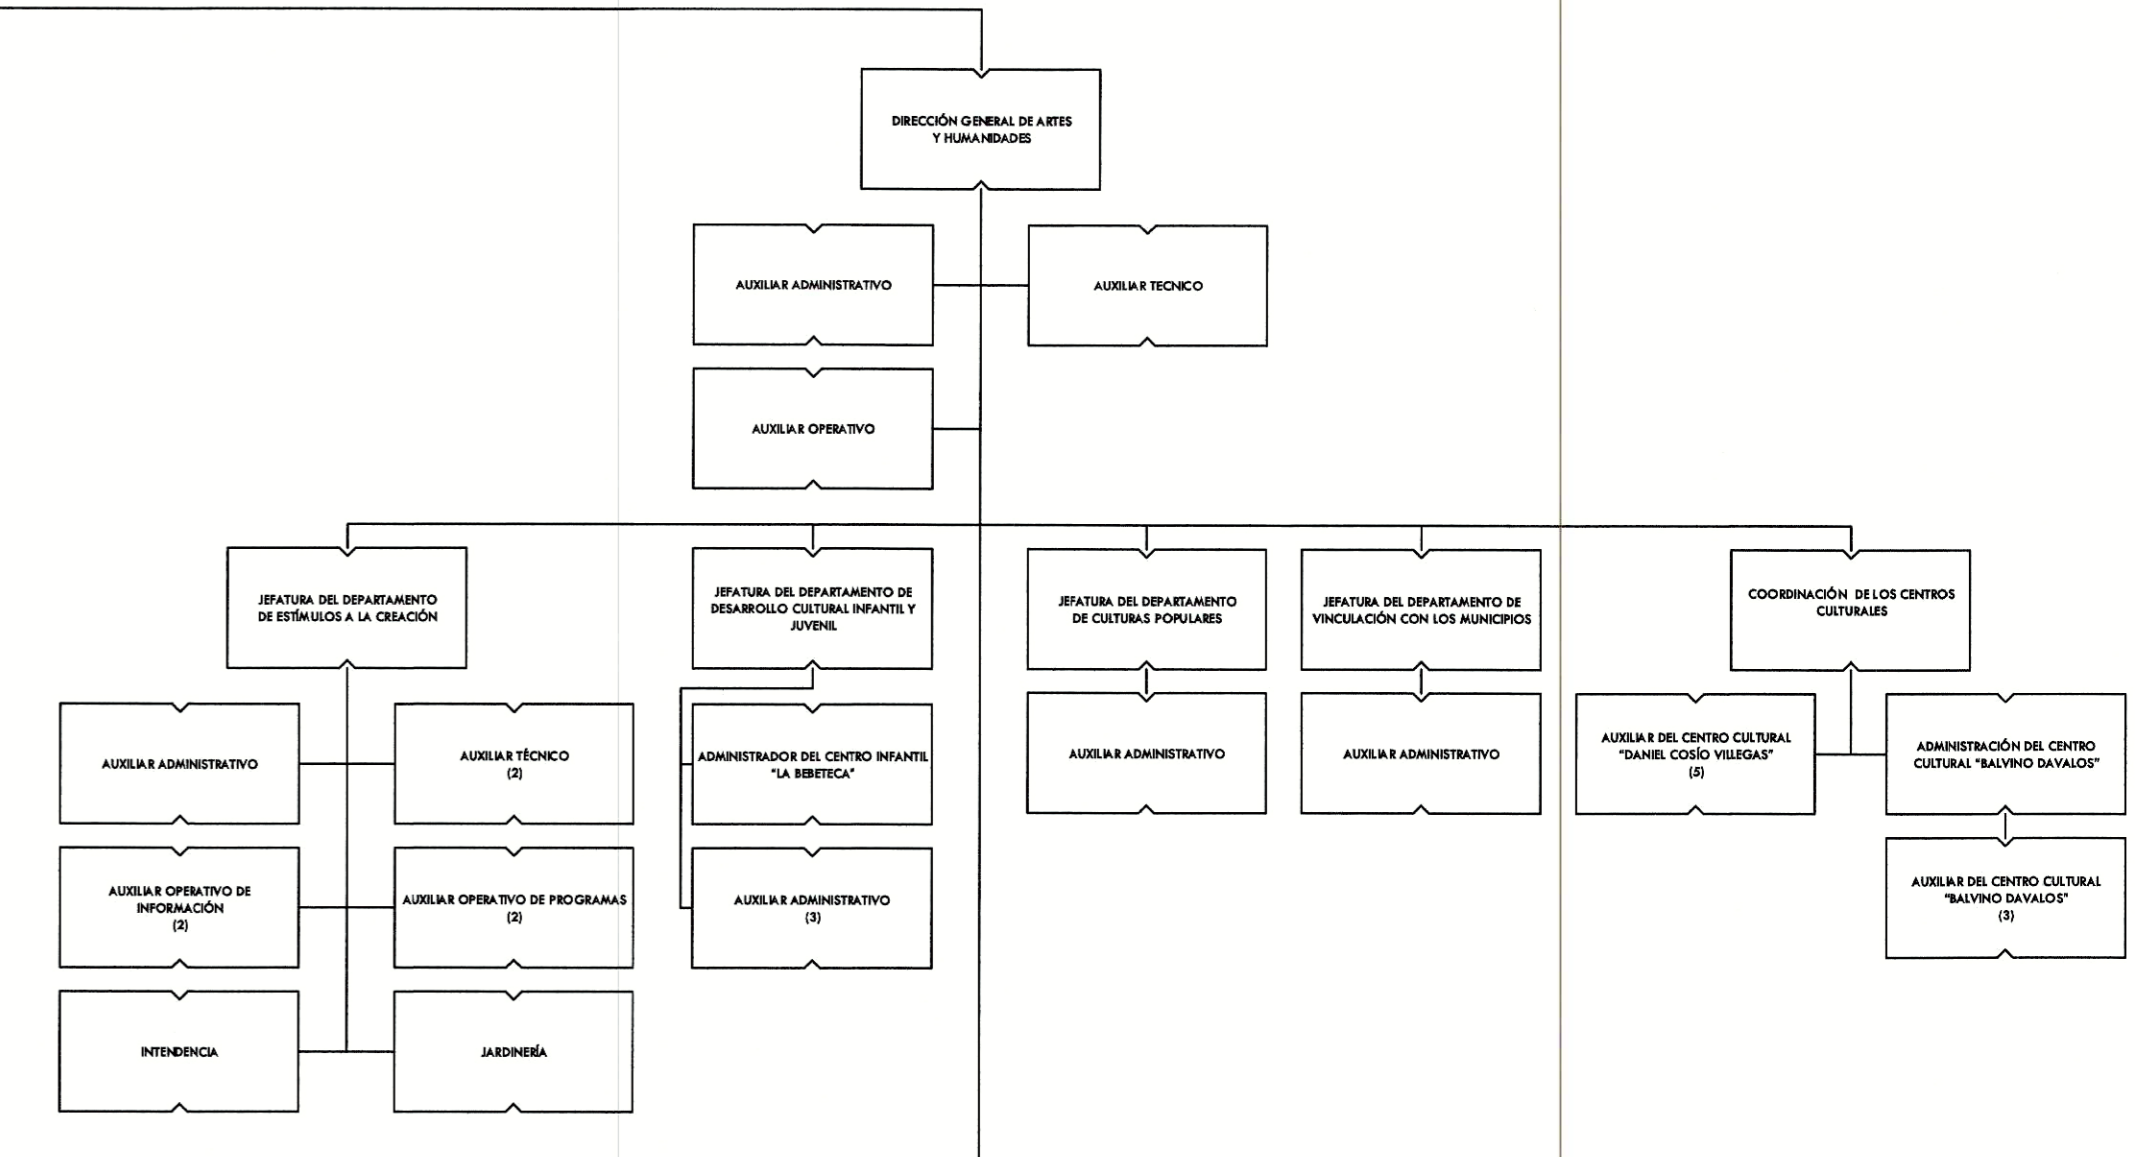 DIRECCIÓN GENERAL DE ARTES
Y HUMANIDADES
AUXILIAR ADMINISTRATIVO
AUXILIAR TECNICO
AUXILIAR OPERATIVO
JEFATURA DEL DEPARTAMENTO
DE ESTÍMULOS A LA CREACIÓN
JEFATURA DEL DEPARTAMENTO DE
DESARROLLO CULTURAL INFANTIL Y
JUVENIL
JEFATURA DEL DEPARTAMENTO
DE CULTURAS POPULARES
JEFATURA DEL DEPARTAMENTO DE
VINCULACIÓN CON LOS MUNICIPIOS
COORDINACIÓN DE LOS CENTROS
CULTURALES
AUXILIAR ADMINISTRATIVO
AUXILIAR TÉCNICO
(2)
ADMINISTRADOR DEL CENTRO INFANTIL
"LA BEBETECA"
AUXILIAR ADMINISTRATIVO
AUXILIAR ADMINISTRATIVO
AUXILIAR DEL CENTRO CULTURAL
"DANIEL COSÍO VILLEGAS"
(5)
ADMINISTRACIÓN DEL CENTRO
CULTURAL "BALVINO DAVALOS"
AUXILIAR OPERATIVO DE
INFORMACIÓN
(2)
AUXILIAR OPERATIVO DE PROGRAMAS
(2)
AUXILIAR ADMINISTRATIVO
(3)
AUXILIAR DEL CENTRO CULTURAL
"BALVINO DAVALOS"
(3)
INTENDENCIA
JARDINERÍA